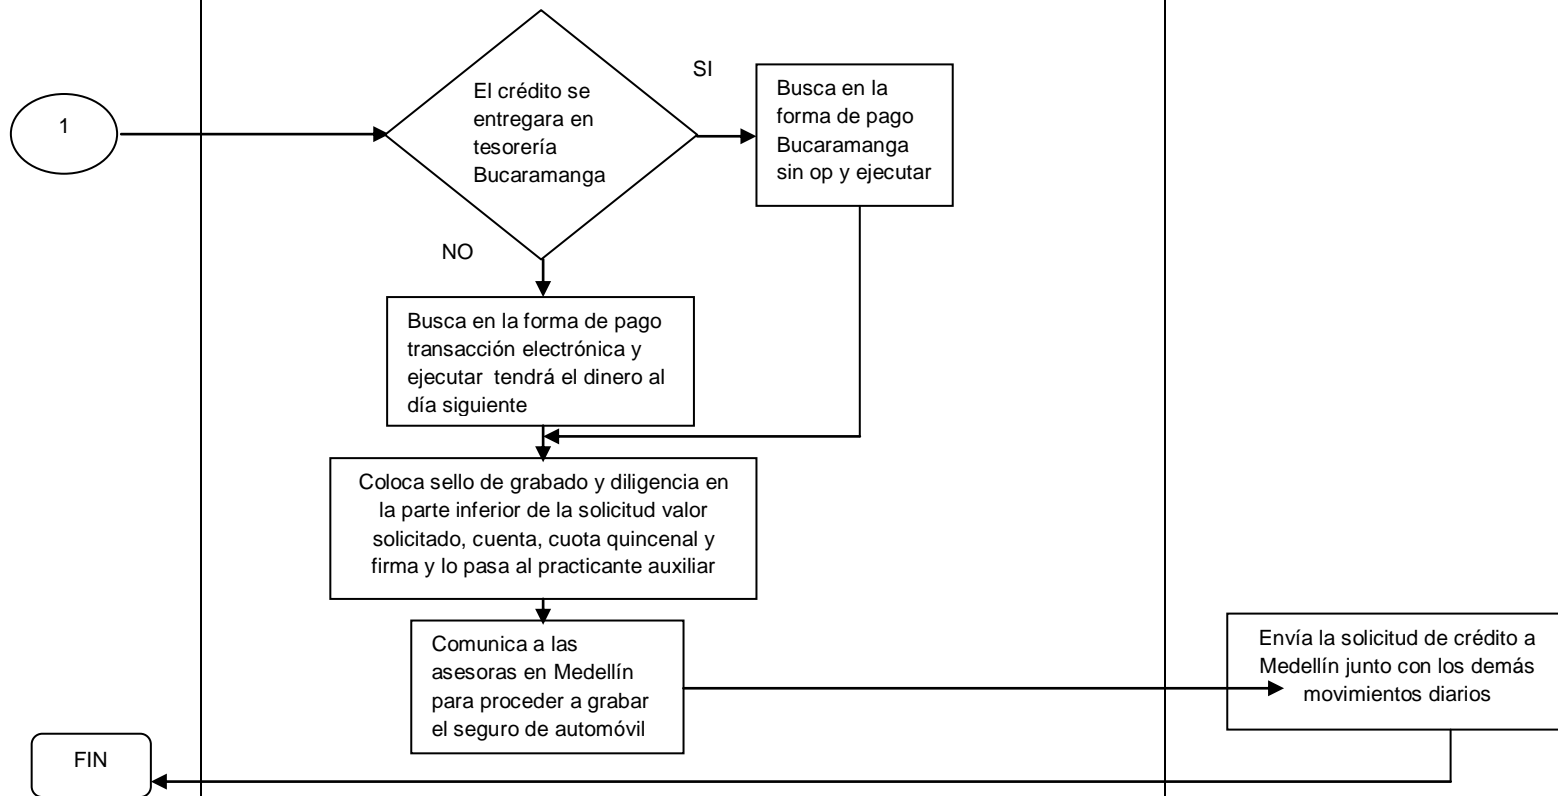 1
El crédito se
entregara en
tesorería
Bucaramanga
SI
Busca en la
forma de pago
Bucaramanga
sin op y ejecutar
NO
Busca en la forma de pago
transacción electrónica y
ejecutar tendrá el dinero al
día siguiente
Coloca sello de grabado y diligencia en
la parte inferior de la solicitud valor
solicitado, cuenta, cuota quincenal y
firma y lo pasa al practicante auxiliar
Comunica a las
asesoras en Medellín
para proceder a grabar
el seguro de automóvil
Envía la solicitud de crédito a
Medellín junto con los demás
movimientos diarios
FIN